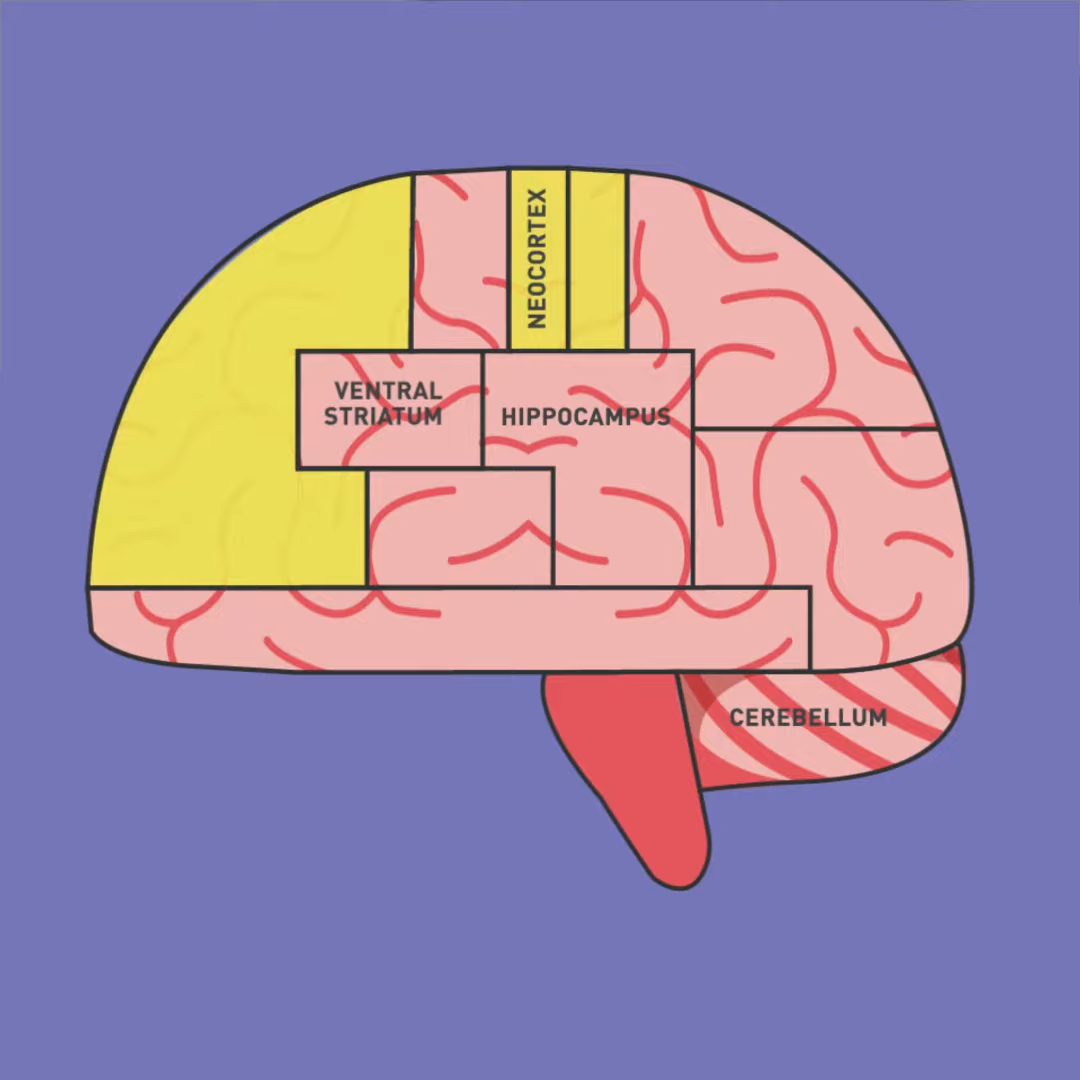 NEOCORTEX
VENTRAL
STRIATUM
HIPPOCAMPUS
CEREBELLUM